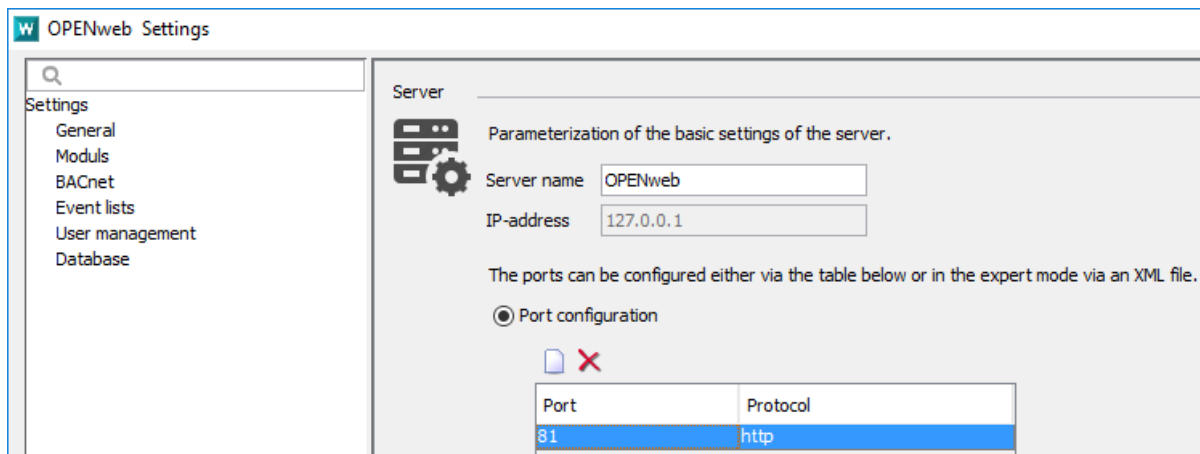 W OPENweb Settings
Settings
General
Moduls
BACnet
Event lists
User management
Database
Server
Parameterization of the basic settings of the server.
Server name OPENweb
IP-address 127.0.0.1
The ports can be configured either via the table below or in the expert mode via an XML file.
Port configuration
Port Protocol
81 http